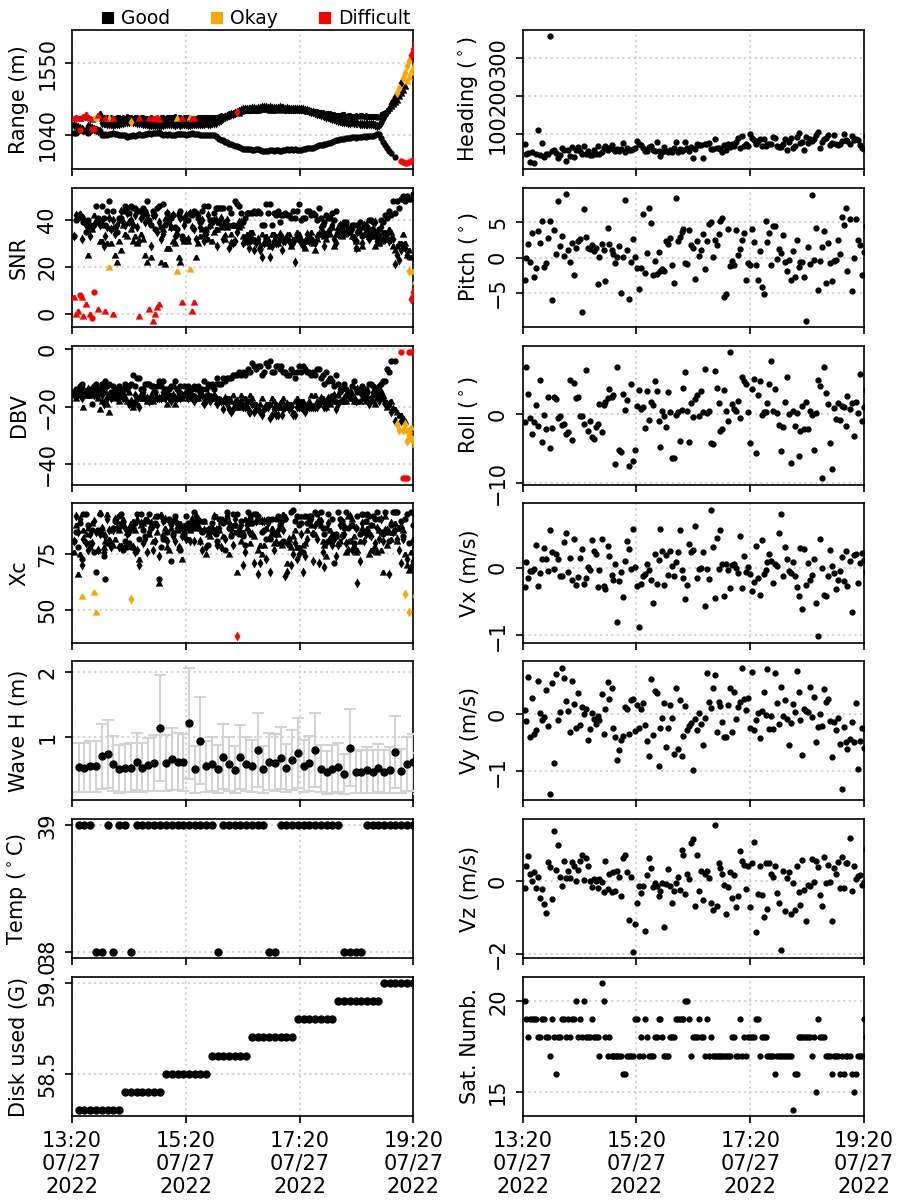 Good Okay Difficult
Range (m)
1550
1040
Heading (°)
300
200
100
SNR
40
20
0
Pitch (°)
5
0
−5
DBV
0
−20
−40
Roll (°)
0
−10
Xc
75
50
Vx (m/s)
0
−1
Wave H (m)
2
1
Vy (m/s)
0
−1
Temp (°C)
39
38
Vz (m/s)
0
−2
Disk used (G)
59.0
58.5
Sat. Numb.
20
15
13:20 15:20 17:20 19:20 13:20 15:20 17:20 19:20
07/27 07/27 07/27 07/27 07/27 07/27 07/27 07/27
2022 2022 2022 2022 2022 2022 2022 2022